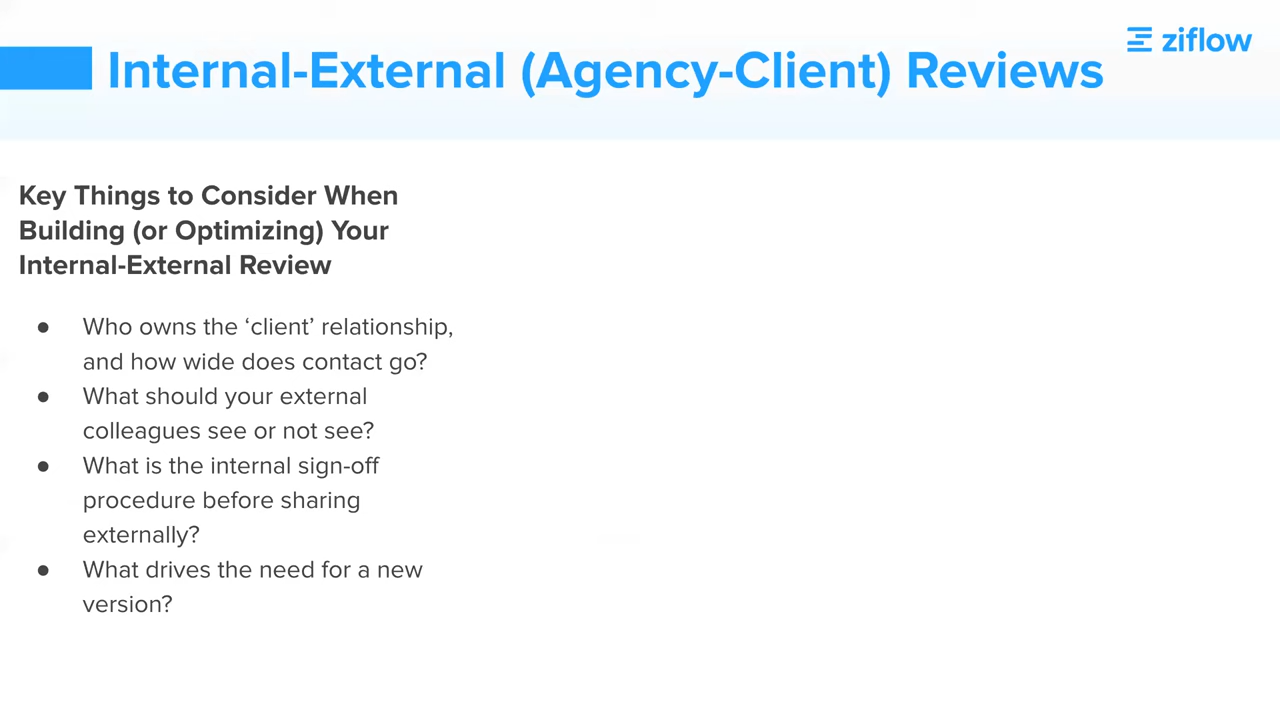 Internal-External (Agency-Client) Reviews
ziflow
Key Things to Consider When
Building (or Optimizing) Your
Internal-External Review
● Who owns the ‘client’ relationship,
and how wide does contact go?
● What should your external
colleagues see or not see?
● What is the internal sign-off
procedure before sharing
externally?
● What drives the need for a new
version?